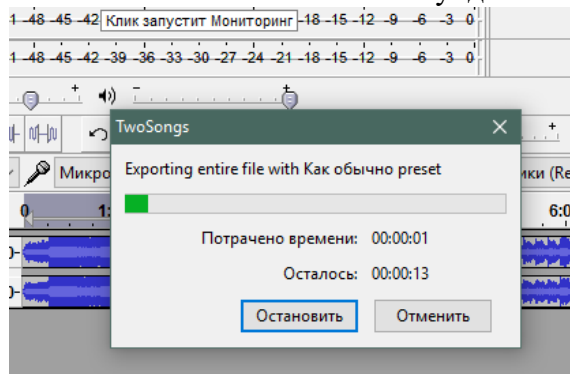 1 -48 -45 -42 Клик запустит Мониторинг -18 -15 -12 -9 -6 -3 0
1 -48 -45 -42 -39 -36 -33 -30 -27 -24 -21 -18 -15 -12 -9 -6 -3 0
TwoSongs
Микро
Exporting entire file with Как обычно preset
ики (Re
0
1:
6:0
Потрачено времени: 00:00:01
Осталось: 00:00:13
Остановить Отменить